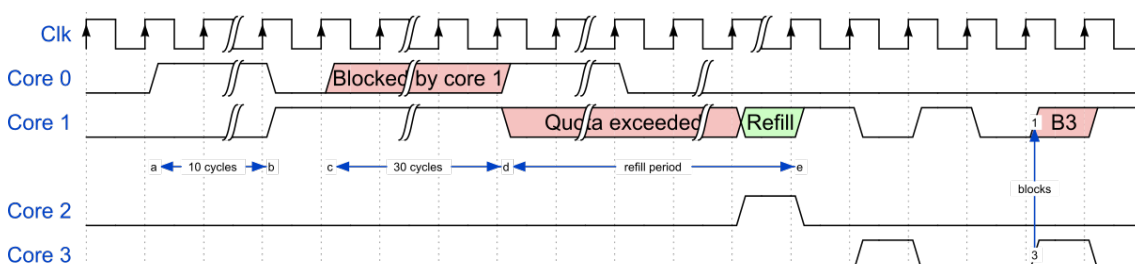 Clk
Core 0 Blocked by core 1
Core 1 Quota exceeded Refill 1 B3
a 10 cycles b c 30 cycles d refill period e
blocks
Core 2
Core 3 3